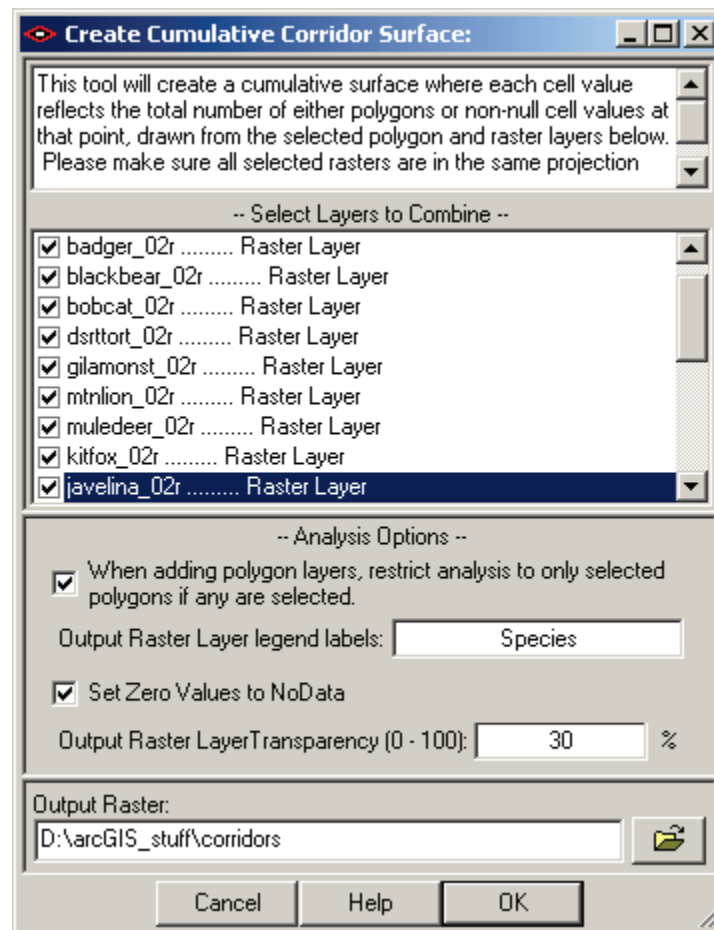 Create Cumulative Corridor Surface:
This tool will create a cumulative surface where each cell value
reflects the total number of either polygons or non-null cell values at
that point, drawn from the selected polygon and raster layers below.
Please make sure all selected rasters are in the same projection
-- Select Layers to Combine --
badger_02r ......... Raster Layer
blackbear_02r ......... Raster Layer
bobcat_02r ......... Raster Layer
dsrttort_02r ......... Raster Layer
gilamonst_02r ......... Raster Layer
mtnlion_02r ......... Raster Layer
muledeer_02r ......... Raster Layer
kitfox_02r ......... Raster Layer
javelina_02r ......... Raster Layer
-- Analysis Options --
When adding polygon layers, restrict analysis to only selected
polygons if any are selected.
Output Raster Layer legend labels: Species
Set Zero Values to NoData
Output Raster LayerTransparency (0 - 100): 30 %
Output Raster:
D:\arcGIS_stuff\corridors
Cancel Help OK